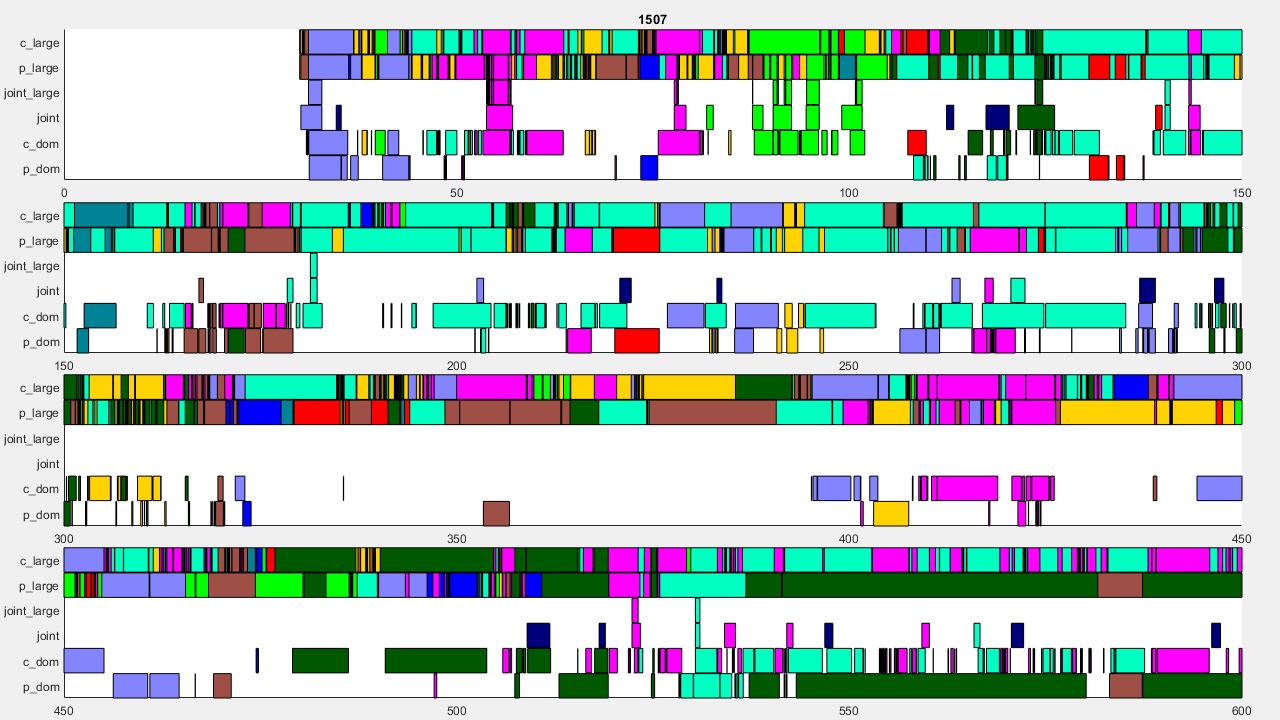 1507
c_large
p_large
joint_large
joint
c_dom
p_dom
0 50 100 150
c_large
p_large
joint_large
joint
c_dom
p_dom
150 200 250 300
c_large
p_large
joint_large
joint
c_dom
p_dom
300 350 400 450
c_large
p_large
joint_large
joint
c_dom
p_dom
450 500 550 600